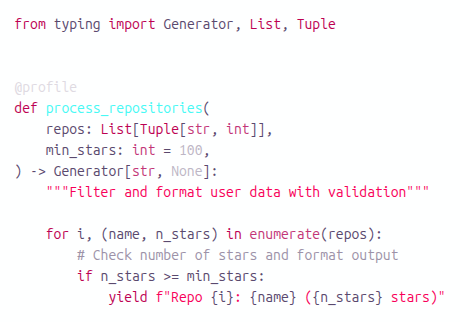 from typing import Generator, List, Tuple
@profile
def process_repositories(
    repos: List[Tuple[str, int]],
    min_stars: int = 100,
) -> Generator[str, None]:
    """Filter and format user data with validation"""
    for i, (name, n_stars) in enumerate(repos):
        # Check number of stars and format output
        if n_stars >= min_stars:
            yield f"Repo {i}: {name} ({n_stars} stars)"